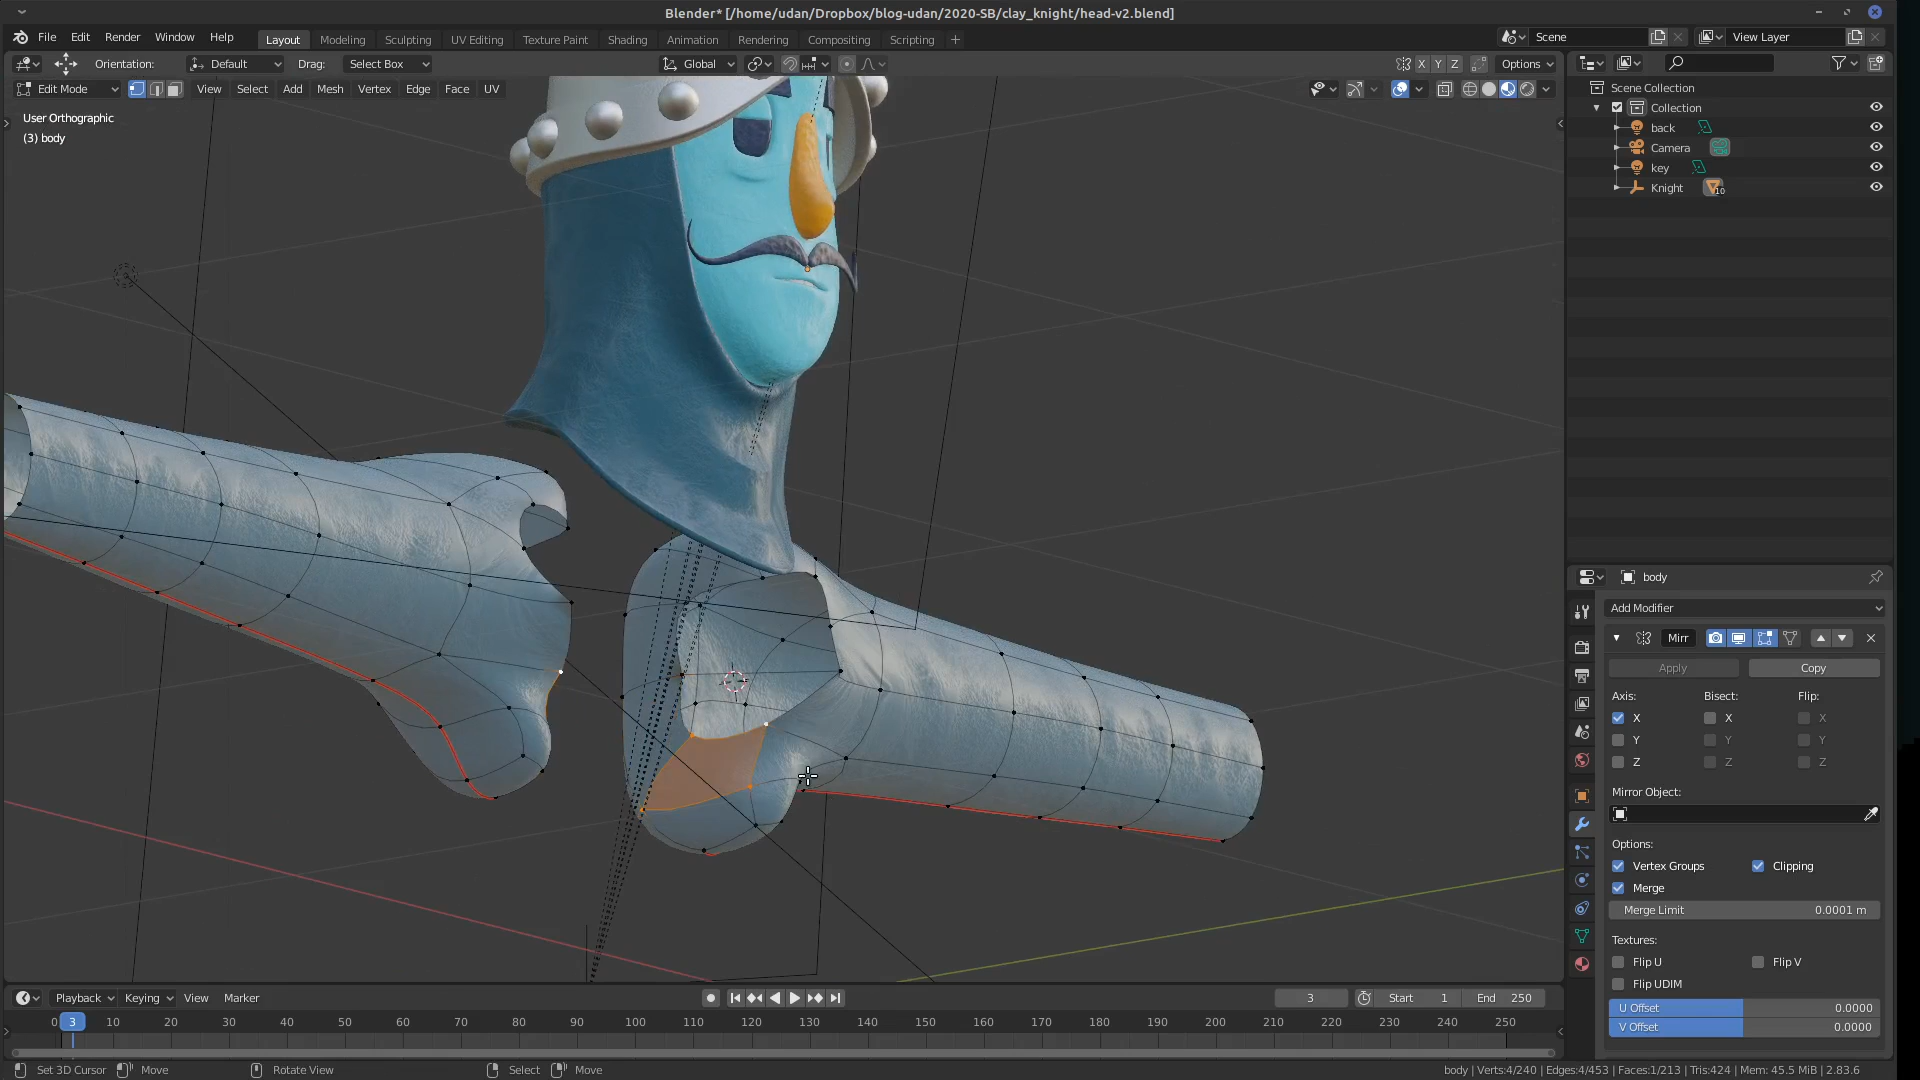 Blender* [/home/udan/Dropbox/blog-udan/2020-SB/clay_knight/head-v2.blend]
File Edit Render Window Help Layout Modeling Sculpting UV Editing Texture Paint Shading Animation Rendering Compositing Scripting + Scene View Layer
Orientation: Default Drag: Select Box Global X Y Z Options
Edit Mode View Select Add Mesh Vertex Edge Face UV
Scene Collection
Collection
back
Camera
key
Knight 10
User Orthographic
(3) body
body
Add Modifier
Mirr
Apply Copy
Axis: Bisect: Flip:
X X X
Y Y Y
Z Z Z
Mirror Object:
Options:
Vertex Groups Clipping
Merge
Merge Limit 0.0001 m
Textures:
Flip U Flip V
Flip UDIM
U Offset 0.0000
V Offset 0.0000
Playback Keying View Marker 3 Start 1 End 250
0 3 10 20 30 40 50 60 70 80 90 100 110 120 130 140 150 160 170 180 190 200 210 220 230 240 250
Set 3D Cursor Move Rotate View Select Move body | Verts:4/240 | Edges:4/453 | Faces:1/213 | Tris:424 | Mem: 45.5 MiB | 2.83.6